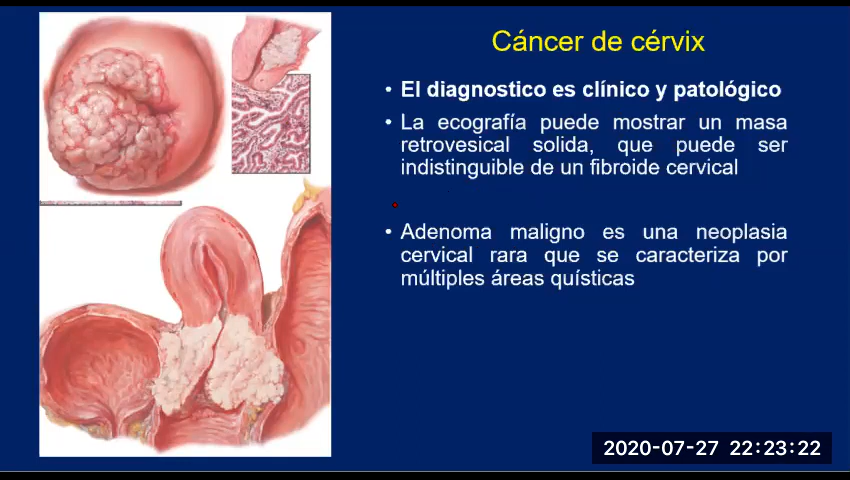 Cáncer de cérvix
• El diagnostico es clínico y patológico
• La ecografía puede mostrar un masa
retrovesical solida, que puede ser
indistinguible de un fibroide cervical
• Adenoma maligno es una neoplasia
cervical rara que se caracteriza por
múltiples áreas quísticas
2020-07-27 22:23:22